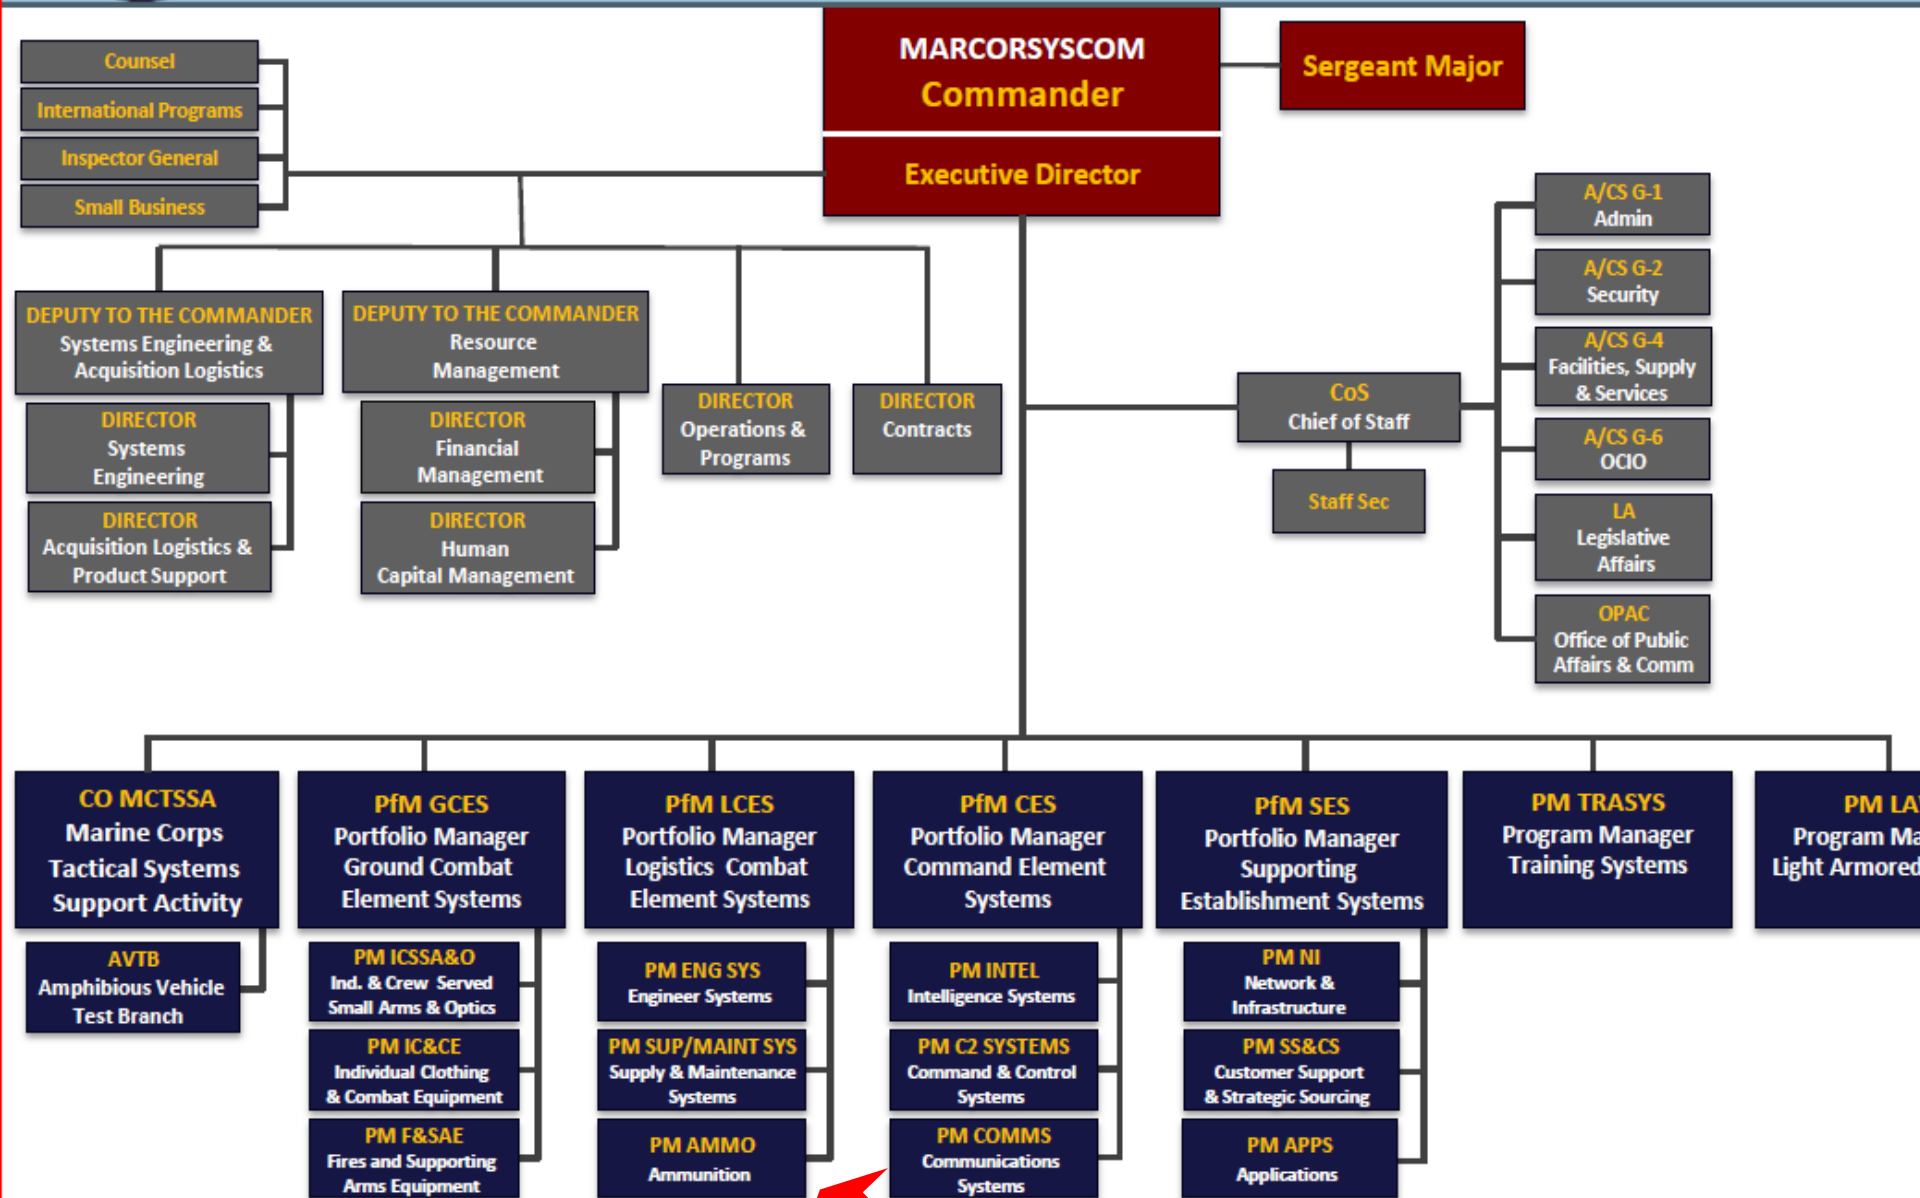 MARCORSYSCOM
Commander
Executive Director
Sergeant Major
Counsel
International Programs
Inspector General
Small Business
DEPUTY TO THE COMMANDER
Systems Engineering &
Acquisition Logistics
DIRECTOR
Systems
Engineering
DIRECTOR
Acquisition Logistics &
Product Support
DEPUTY TO THE COMMANDER
Resource
Management
DIRECTOR
Financial
Management
DIRECTOR
Human
Capital Management
DIRECTOR
Operations &
Programs
DIRECTOR
Contracts
CoS
Chief of Staff
Staff Sec
A/CS G-1
Admin
A/CS G-2
Security
A/CS G-4
Facilities, Supply
& Services
A/CS G-6
OCIO
LA
Legislative
Affairs
OPAC
Office of Public
Affairs & Comm
CO MCTSSA
Marine Corps
Tactical Systems
Support Activity
AVTB
Amphibious Vehicle
Test Branch
PfM GCES
Portfolio Manager
Ground Combat
Element Systems
PM ICSSA&O
Ind. & Crew Served
Small Arms & Optics
PM IC&CE
Individual Clothing
& Combat Equipment
PM F&SAE
Fires and Supporting
Arms Equipment
PfM LCES
Portfolio Manager
Logistics Combat
Element Systems
PM ENG SYS
Engineer Systems
PM SUP/MAINT SYS
Supply & Maintenance
Systems
PM AMMO
Ammunition
PfM CES
Portfolio Manager
Command Element
Systems
PM INTEL
Intelligence Systems
PM C2 SYSTEMS
Command & Control
Systems
PM COMMS
Communications
Systems
PfM SES
Portfolio Manager
Supporting
Establishment Systems
PM NI
Network &
Infrastructure
PM SS&CS
Customer Support
& Strategic Sourcing
PM APPS
Applications
PM TRASYS
Program Manager
Training Systems
PM
Program
Light Armored